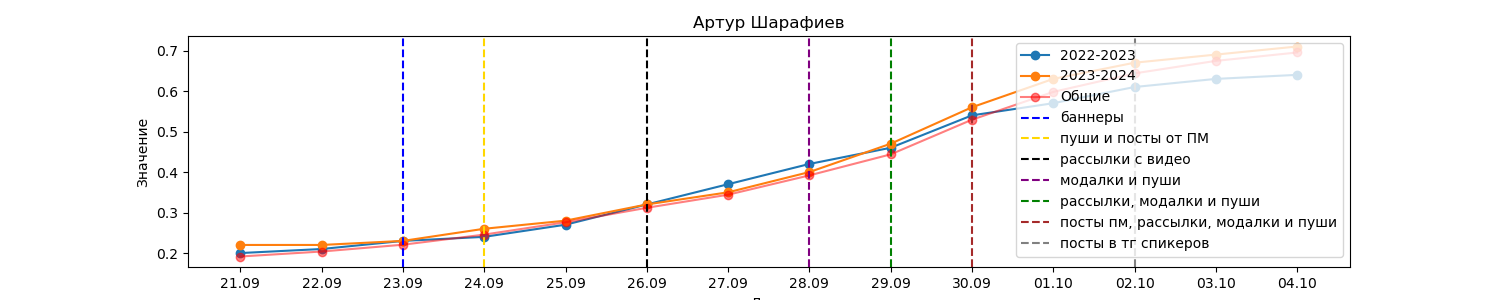 Артур Шарафиев
Значение
0.7
0.6
0.5
0.4
0.3
0.2
2022-2023
2023-2024
Общие
баннеры
пуши и посты от ПМ
рассылки с видео
модалки и пуши
рассылки, модалки и пуши
посты пм, рассылки, модалки и пуши
посты в тг спикеров
21.09 22.09 23.09 24.09 25.09 26.09 27.09 28.09 29.09 30.09 01.10 02.10 03.10 04.10